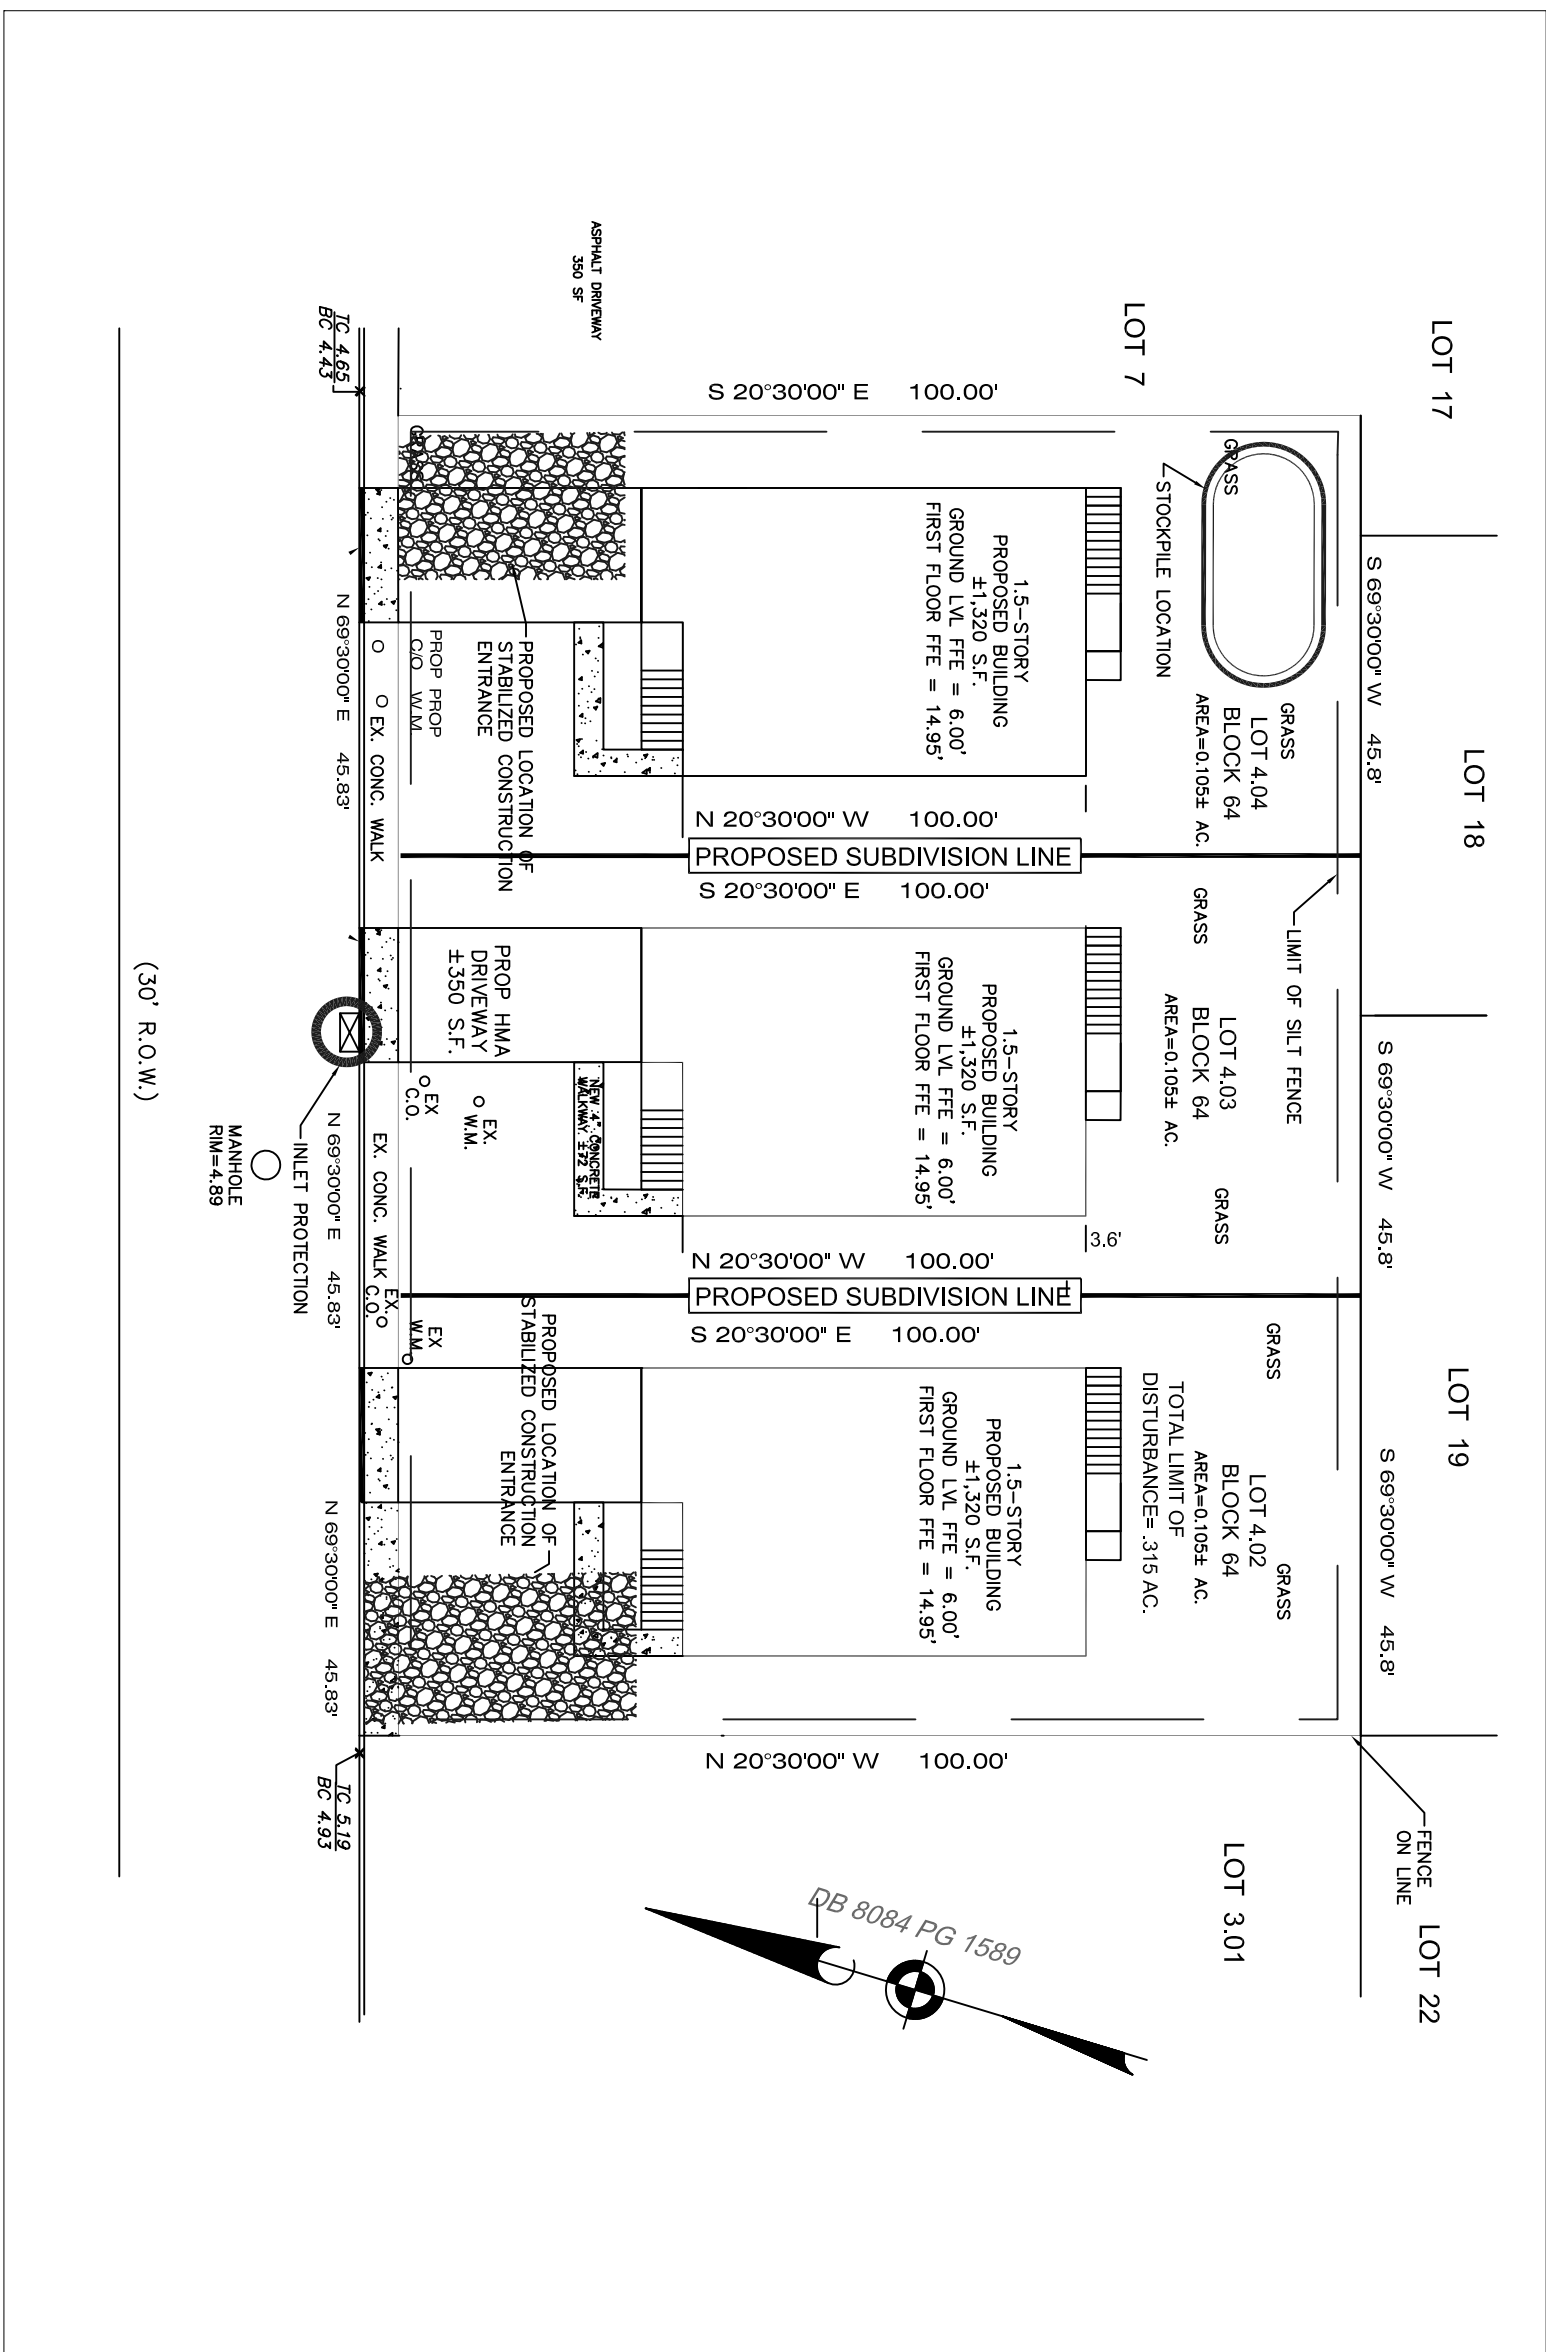 LOT 17
LOT 18
LOT 19
LOT 22
FENCE
ON LINE
LOT 7
LOT 3.01
S 69°30'00" W 45.8'
S 69°30'00" W 45.8'
S 69°30'00" W 45.8'
GRASS
STOCKPILE LOCATION
GRASS
LOT 4.04
BLOCK 64
AREA=0.105± AC.
LIMIT OF SILT FENCE
GRASS
LOT 4.03
BLOCK 64
AREA=0.105± AC.
GRASS
GRASS
LOT 4.02
BLOCK 64
AREA=0.105± AC.
TOTAL LIMIT OF
DISTURBANCE= .315 AC.
GRASS
3.6'
S 20°30'00" E 100.00'
1.5-STORY
PROPOSED BUILDING
±1,320 S.F.
GROUND LVL FFE = 6.00'
FIRST FLOOR FFE = 14.95'
N 20°30'00" W 100.00'
PROPOSED SUBDIVISION LINE
S 20°30'00" E 100.00'
1.5-STORY
PROPOSED BUILDING
±1,320 S.F.
GROUND LVL FFE = 6.00'
FIRST FLOOR FFE = 14.95'
N 20°30'00" W 100.00'
PROPOSED SUBDIVISION LINE
S 20°30'00" E 100.00'
1.5-STORY
PROPOSED BUILDING
±1,320 S.F.
GROUND LVL FFE = 6.00'
FIRST FLOOR FFE = 14.95'
N 20°30'00" W 100.00'
DB 8084 PG 1589
ASPHALT DRIVEWAY
350 SF
PROPOSED LOCATION OF
STABILIZED CONSTRUCTION
ENTRANCE
PROP PROP
C/O W.M
PROP HMA
DRIVEWAY
±350 S.F.
NEW 4" CONCRETE
WALKWAY ±72 S.F.
EX.
W.M.
EX
C.O.
PROPOSED LOCATION OF
STABILIZED CONSTRUCTION
ENTRANCE
EX
W.M.
EX.
C.O.
GRASS
EX. CONC. WALK
EX. CONC. WALK
TC 4.65
BC 4.43
N 69°30'00" E 45.83'
N 69°30'00" E 45.83'
N 69°30'00" E 45.83'
TC 5.19
BC 4.93
INLET PROTECTION
MANHOLE
RIM=4.89
(30' R.O.W.)